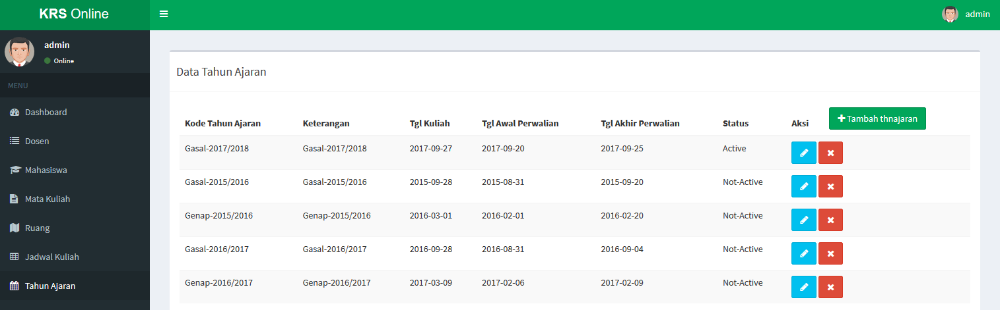 KRS Online
admin
admin
Online
MENU
Dashboard
Dosen
Mahasiswa
Mata Kuliah
Ruang
Jadwal Kuliah
Tahun Ajaran
Data Tahun Ajaran
Kode Tahun Ajaran Keterangan Tgl Kuliah Tgl Awal Perwalian Tgl Akhir Perwalian Status Aksi Tambah thnajaran
Gasal-2017/2018 Gasal-2017/2018 2017-09-27 2017-09-20 2017-09-25 Active
Gasal-2015/2016 Gasal-2015/2016 2015-09-28 2015-08-31 2015-09-20 Not-Active
Genap-2015/2016 Genap-2015/2016 2016-03-01 2016-02-01 2016-02-20 Not-Active
Gasal-2016/2017 Gasal-2016/2017 2016-09-28 2016-08-31 2016-09-04 Not-Active
Genap-2016/2017 Genap-2016/2017 2017-03-09 2017-02-06 2017-02-09 Not-Active